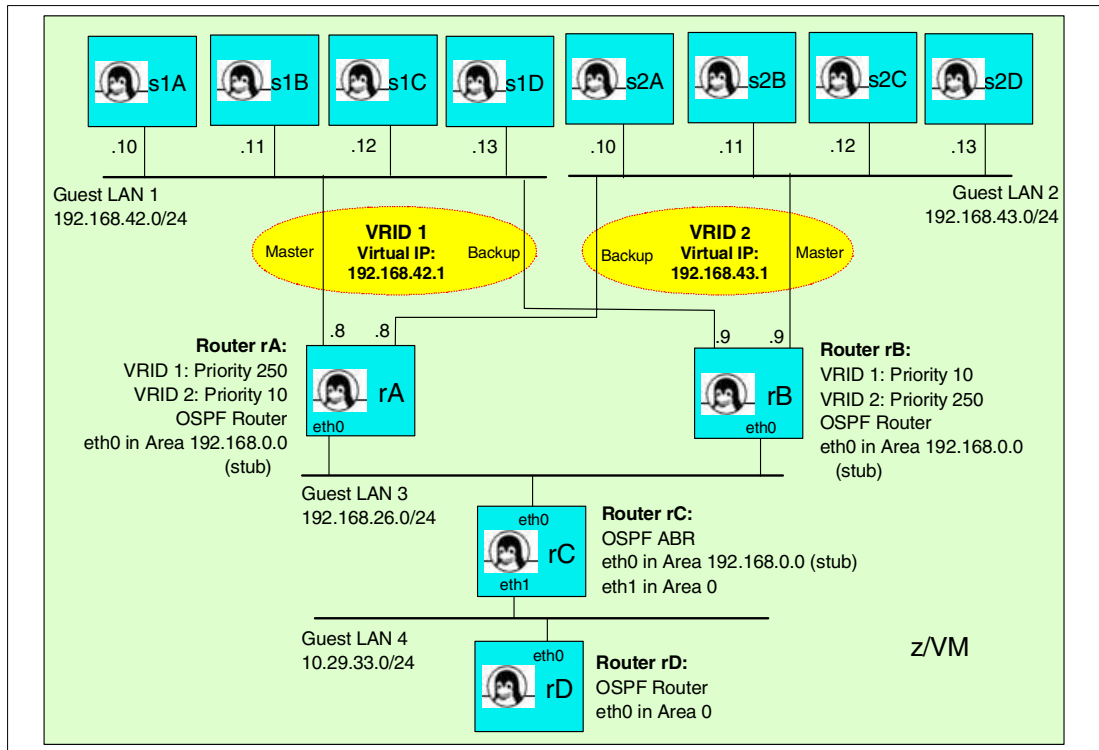 s1A
s1B
s1C
s1D
s2A
s2B
s2C
s2D
.10
.11
.12
.13
.10
.11
.12
.13
Guest LAN 1
192.168.42.0/24
Guest LAN 2
192.168.43.0/24
VRID 1
Virtual IP:
192.168.42.1
Master
Backup
VRID 2
Virtual IP:
192.168.43.1
Backup
Master
.8
.8
.9
.9
Router rA:
VRID 1: Priority 250
VRID 2: Priority 10
OSPF Router
eth0 in Area 192.168.0.0
(stub)
rA
eth0
rB
eth0
Router rB:
VRID 1: Priority 10
VRID 2: Priority 250
OSPF Router
eth0 in Area 192.168.0.0
(stub)
Guest LAN 3
192.168.26.0/24
eth0
rC
eth1
Router rC:
OSPF ABR
eth0 in Area 192.168.0.0 (stub)
eth1 in Area 0
Guest LAN 4
10.29.33.0/24
eth0
rD
Router rD:
OSPF Router
eth0 in Area 0
z/VM